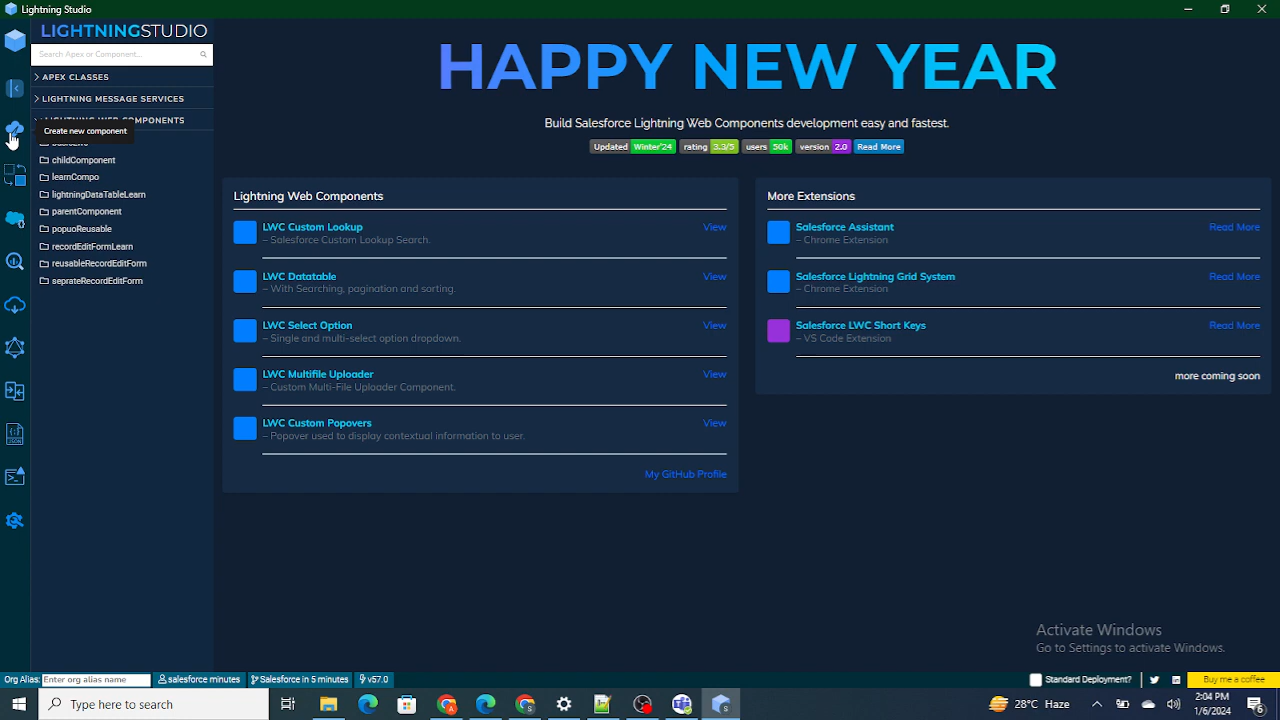 LIGHTNINGSTUDIO
Search Apex or Component...
APEX CLASSES
LIGHTNING MESSAGE SERVICES
LIGHTNING WEB COMPONENTS
Create new component
childComponent
learnCompo
lightningDataTableLearn
parentComponent
popuoReusable
recordEditFormLearn
reusableRecordEditForm
seprateRecordEditForm
HAPPY NEW YEAR
Build Salesforce Lightning Web Components development easy and fastest.
Updated Winter'24 rating 3.3/5 users 50k version 2.0 Read More
Lightning Web Components
LWC Custom Lookup View
– Salesforce Custom Lookup Search.
LWC Datatable View
– With Searching, pagination and sorting.
LWC Select Option View
– Single and multi-select option dropdown.
LWC Multifile Uploader View
– Custom Multi-File Uploader Component.
LWC Custom Popovers View
– Popover used to display contextual information to user.
My GitHub Profile
More Extensions
Salesforce Assistant Read More
– Chrome Extension
Salesforce Lightning Grid System Read More
– Chrome Extension
Salesforce LWC Short Keys Read More
– VS Code Extension
more coming soon
Activate Windows
Go to Settings to activate Windows.
Org Alias: Enter org alias name salesforce minutes Salesforce in 5 minutes v57.0 Standard Deployment? Buy me a coffee
Type here to search
28°C Haze
2:04 PM
1/6/2024
6